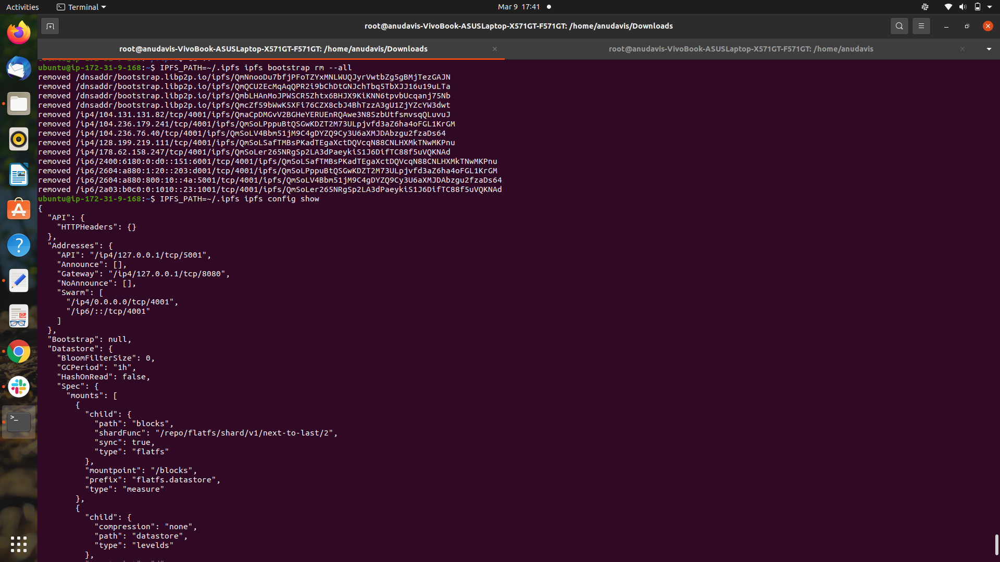 Activities
Terminal
Mar 9 17:41
root@anudavis-VivoBook-ASUSLaptop-X571GT-F571GT: /home/anudavis/Downloads
root@anudavis-VivoBook-ASUSLaptop-X571GT-F571GT: /home/anudavis/Downloads
root@anudavis-VivoBook-ASUSLaptop-X571GT-F571GT: /home/anudavis
ubuntu@ip-172-31-9-168:~$ IPFS_PATH=~/.ipfs ipfs bootstrap rm --all
removed /dnsaddr/bootstrap.libp2p.io/ipfs/QmNnooDu7bfjPFoTZYxMNLWUQJyrVwtbZg5gBMjTezGAJN
removed /dnsaddr/bootstrap.libp2p.io/ipfs/QmQCU2EcMqAqQPR2i9bChDtGNJchTbq5TbXJJ16u19uLTa
removed /dnsaddr/bootstrap.libp2p.io/ipfs/QmbLHAnMoJPWSCR5Zhtx6BHJX9KiKNN6tpvbUcqanj75Nb
removed /dnsaddr/bootstrap.libp2p.io/ipfs/QmcZf59bWwK5XFi76CZX8cbJ4BhTzzA3gU1ZjYZcYW3dwt
removed /ip4/104.131.131.82/tcp/4001/ipfs/QmaCpDMGvV2BGHeYERUEnRQAwe3N8SzbUtfsmvsqQLuvuJ
removed /ip4/104.236.179.241/tcp/4001/ipfs/QmSoLPppuBtQSGwKDZT2M73ULpjvfd3aZ6ha4oFGL1KrGM
removed /ip4/104.236.76.40/tcp/4001/ipfs/QmSoLV4Bbm51jM9C4gDYZQ9Cy3U6aXMJDAbzgu2fzaDs64
removed /ip4/128.199.219.111/tcp/4001/ipfs/QmSoLSafTMBsPKadTEgaXctDQVcqN88CNLHXMkTNwMKPnu
removed /ip4/178.62.158.247/tcp/4001/ipfs/QmSoLer265NRgSp2LA3dPaeykiS1J6DifTC88f5uVQKNAd
removed /ip6/2400:6180:0:d0::151:6001/tcp/4001/ipfs/QmSoLSafTMBsPKadTEgaXctDQVcqN88CNLHXMkTNwMKPnu
removed /ip6/2604:a880:1:20::203:d001/tcp/4001/ipfs/QmSoLPppuBtQSGwKDZT2M73ULpjvfd3aZ6ha4oFGL1KrGM
removed /ip6/2604:a880:800:10::4a:5001/tcp/4001/ipfs/QmSoLV4Bbm51jM9C4gDYZQ9Cy3U6aXMJDAbzgu2fzaDs64
removed /ip6/2a03:b0c0:0:1010::23:1001/tcp/4001/ipfs/QmSoLer265NRgSp2LA3dPaeykiS1J6DifTC88f5uVQKNAd
ubuntu@ip-172-31-9-168:~$ IPFS_PATH=~/.ipfs ipfs config show
{
  "API": {
    "HTTPHeaders": {}
  },
  "Addresses": {
    "API": "/ip4/127.0.0.1/tcp/5001",
    "Announce": [],
    "Gateway": "/ip4/127.0.0.1/tcp/8080",
    "NoAnnounce": [],
    "Swarm": [
      "/ip4/0.0.0.0/tcp/4001",
      "/ip6/::/tcp/4001"
    ]
  },
  "Bootstrap": null,
  "Datastore": {
    "BloomFilterSize": 0,
    "GCPeriod": "1h",
    "HashOnRead": false,
    "Spec": {
      "mounts": [
        {
          "child": {
            "path": "blocks",
            "shardFunc": "/repo/flatfs/shard/v1/next-to-last/2",
            "sync": true,
            "type": "flatfs"
          },
          "mountpoint": "/blocks",
          "prefix": "flatfs.datastore",
          "type": "measure"
        },
        {
          "child": {
            "compression": "none",
            "path": "datastore",
            "type": "levelds"
          },